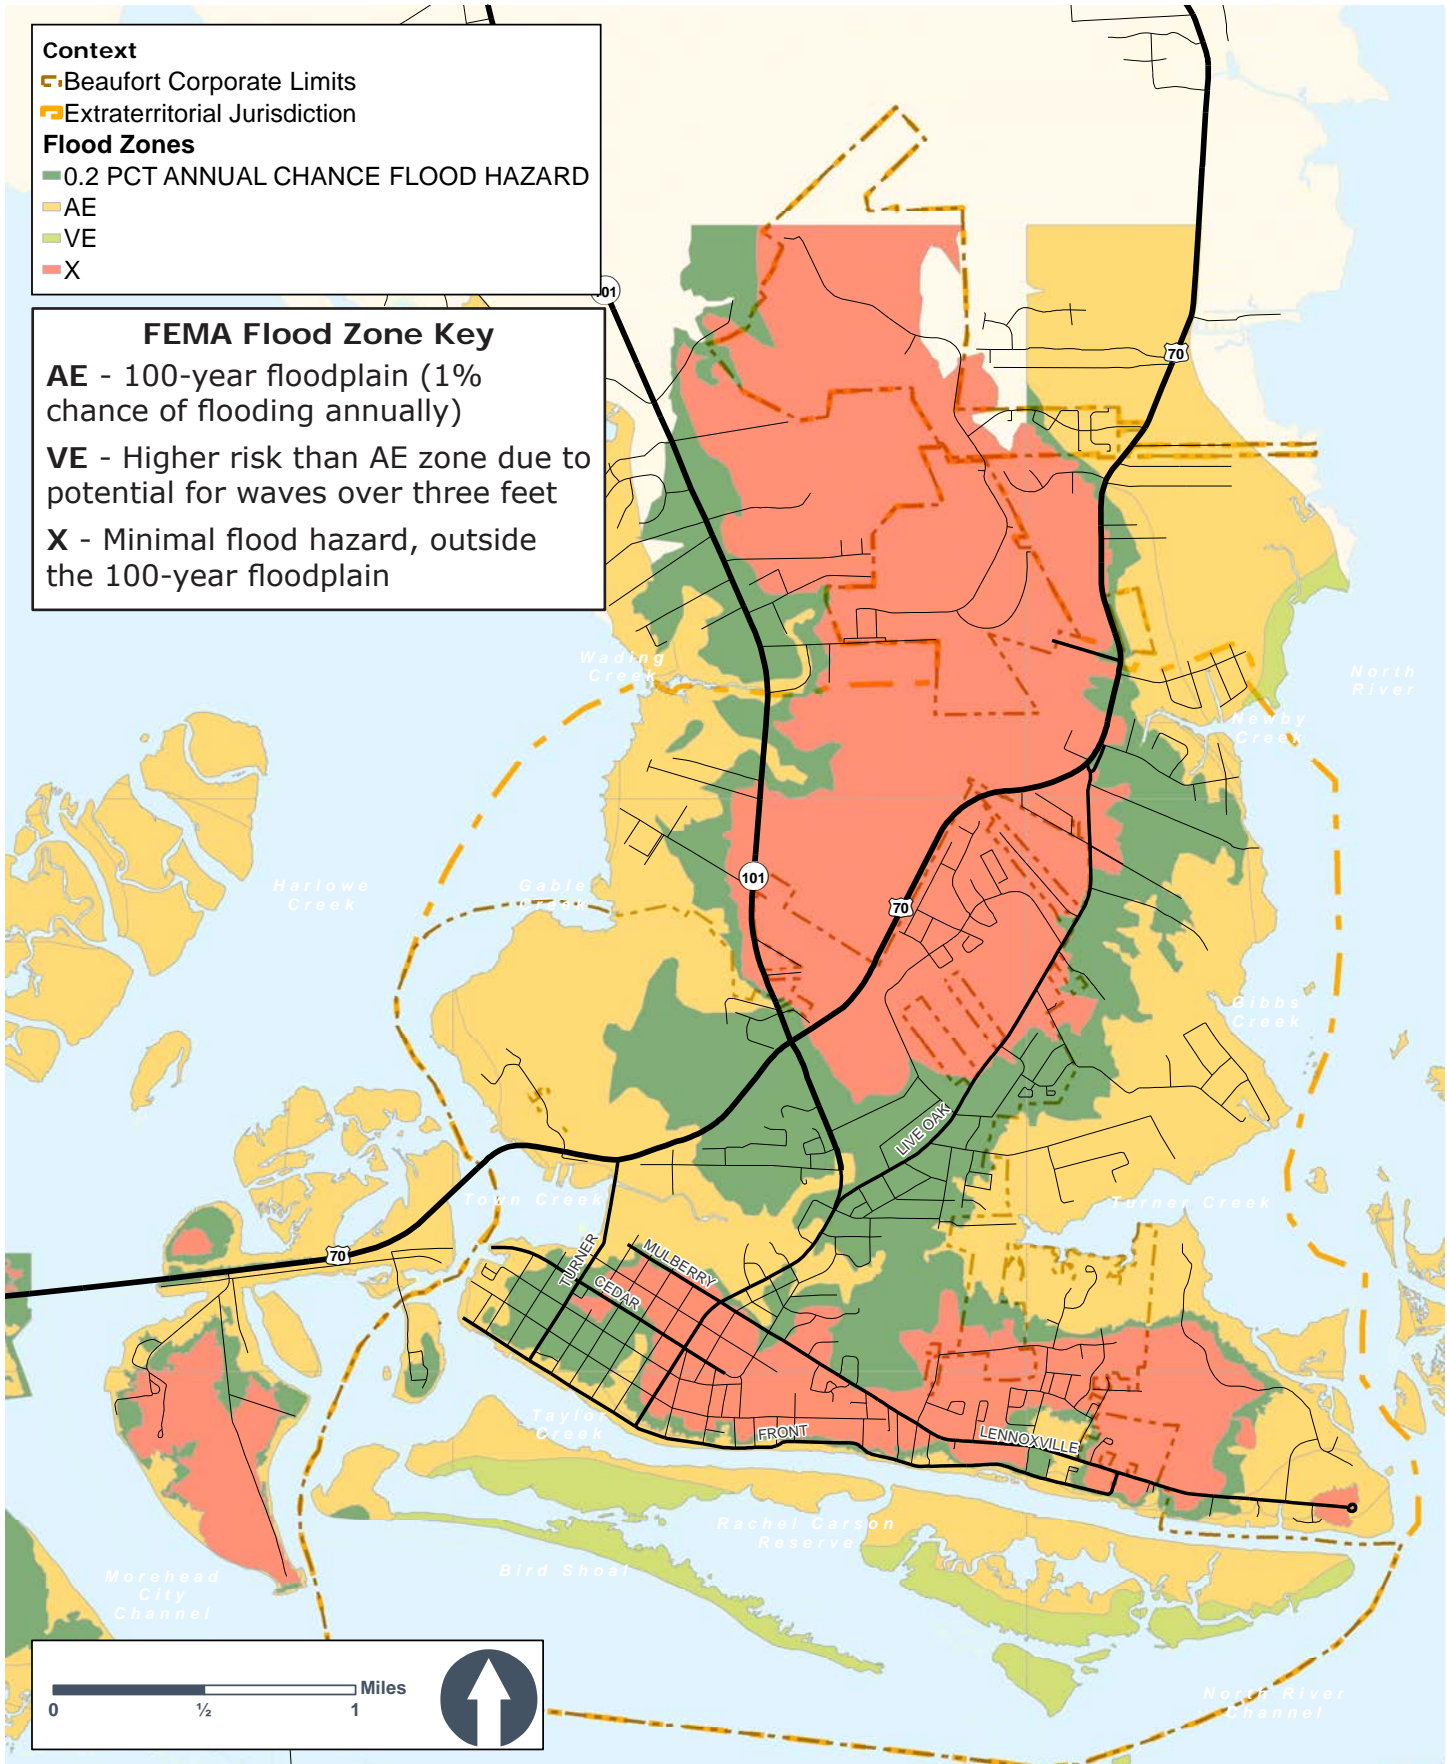 Context
Beaufort Corporate Limits
Extraterritorial Jurisdiction
Flood Zones
0.2 PCT ANNUAL CHANCE FLOOD HAZARD
AE
VE
X
FEMA Flood Zone Key
AE - 100-year floodplain (1%
chance of flooding annually)
VE - Higher risk than AE zone due to
potential for waves over three feet
X - Minimal flood hazard, outside
the 100-year floodplain
01
70
Wading
Creek
North
River
Newby
Creek
Harlowe
Creek
Gable
Creek
101
70
Gibbs
Creek
LIVE OAK
Town Creek
Turner Creek
70
TURNER
MULBERRY
CEDAR
Taylor
Creek
FRONT
LENNOXVILLE
Rachel Carson
Reserve
Bird Shoal
Morehead
City
Channel
North River
Channel
0
½
1
Miles